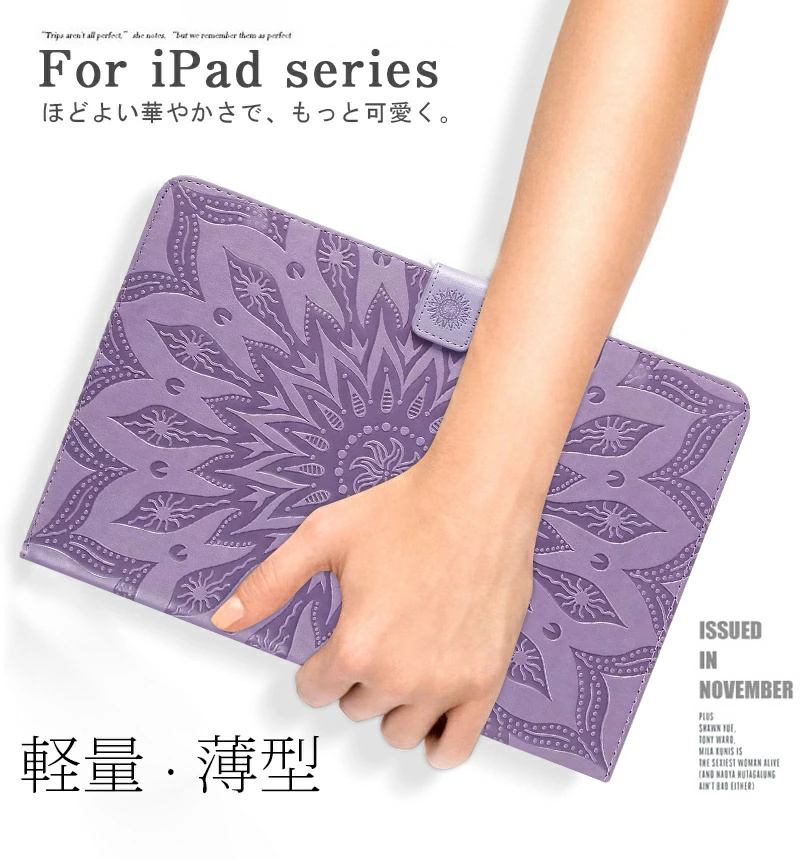 "Trips aren't all perfect," she notes, "but we remember them as perfect
For iPad series
ほどよい華やかさで、もっと可愛く。
ISSUED
IN
NOVEMBER
PLUS
SHAWN YUE,
TONY WARD,
MILA KUNIS IS
THE SEXIEST WOMAN ALIVE
(AND NADYA HUTAGALUNG
AIN'T BAD EITHER)
軽量・薄型